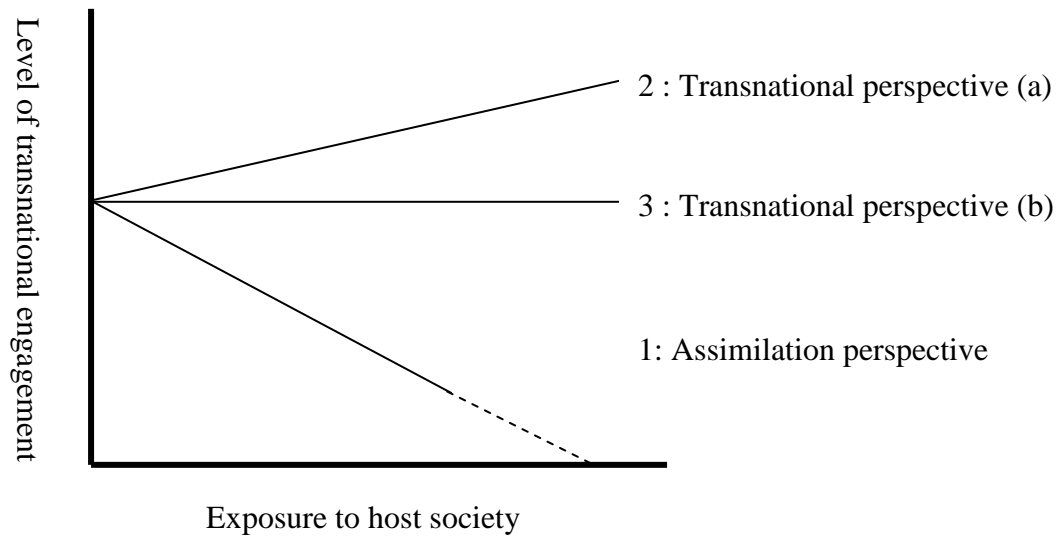 Level of transnational engagement
2 : Transnational perspective (a)
3 : Transnational perspective (b)
1: Assimilation perspective
Exposure to host society